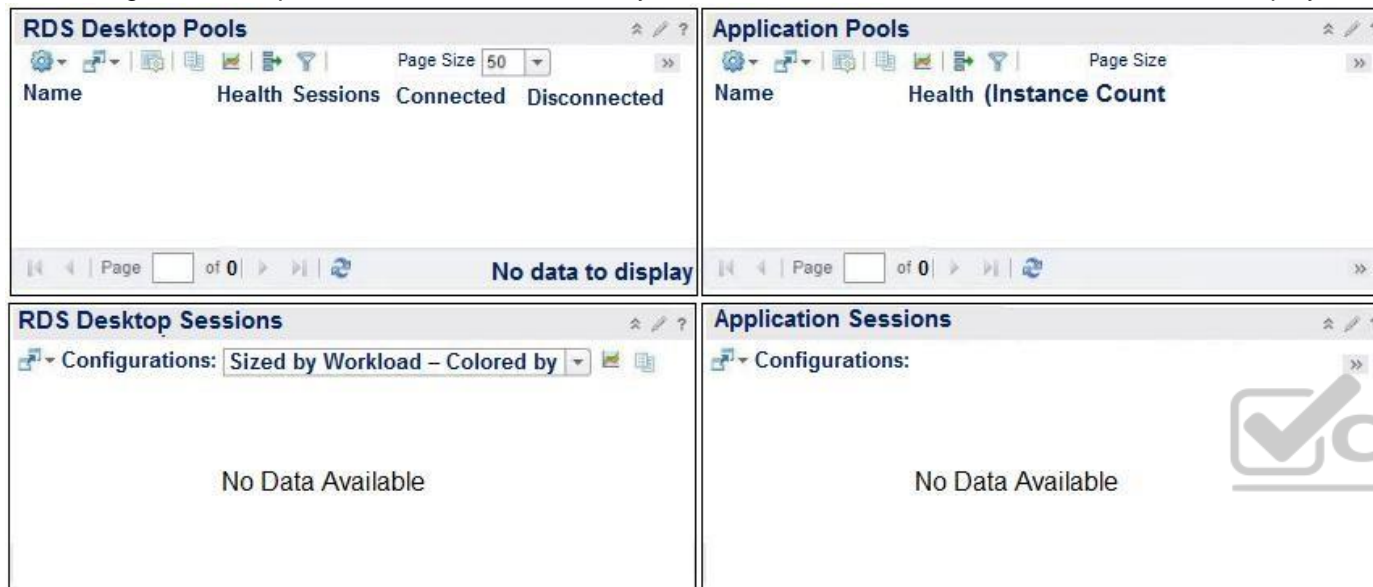 RDS Desktop Pools
Page Size 50
Name Health Sessions Connected Disconnected
Page of 0
No data to display
Application Pools
Page Size
Name Health (Instance Count
Page of 0
RDS Desktop Sessions
Configurations: Sized by Workload – Colored by
No Data Available
Application Sessions
Configurations:
No Data Available